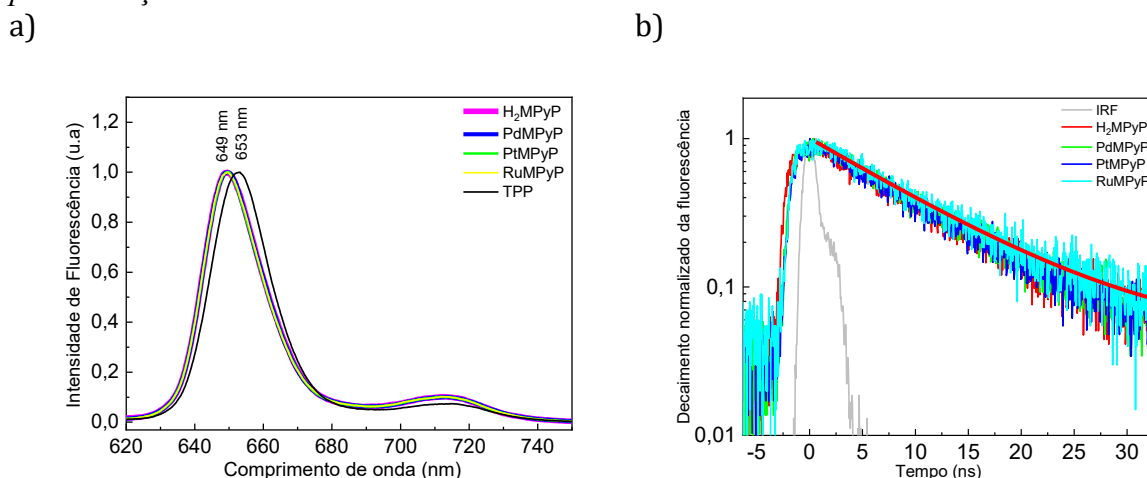 a)
b)
649 nm
653 nm
H₂MPyP
PdMPyP
PtMPyP
RuMPyP
TPP
Intensidade de Fluorescência (u.a)
1,2
1,0
0,8
0,6
0,4
0,2
0,0
620 640 660 680 700 720 740
Comprimento de onda (nm)
IRF
H₂MPyP
PdMPyP
PtMPyP
RuMPyP
Decaimento normalizado da fluorescência
1
0,1
0,01
-5 0 5 10 15 20 25 30
Tempo (ns)